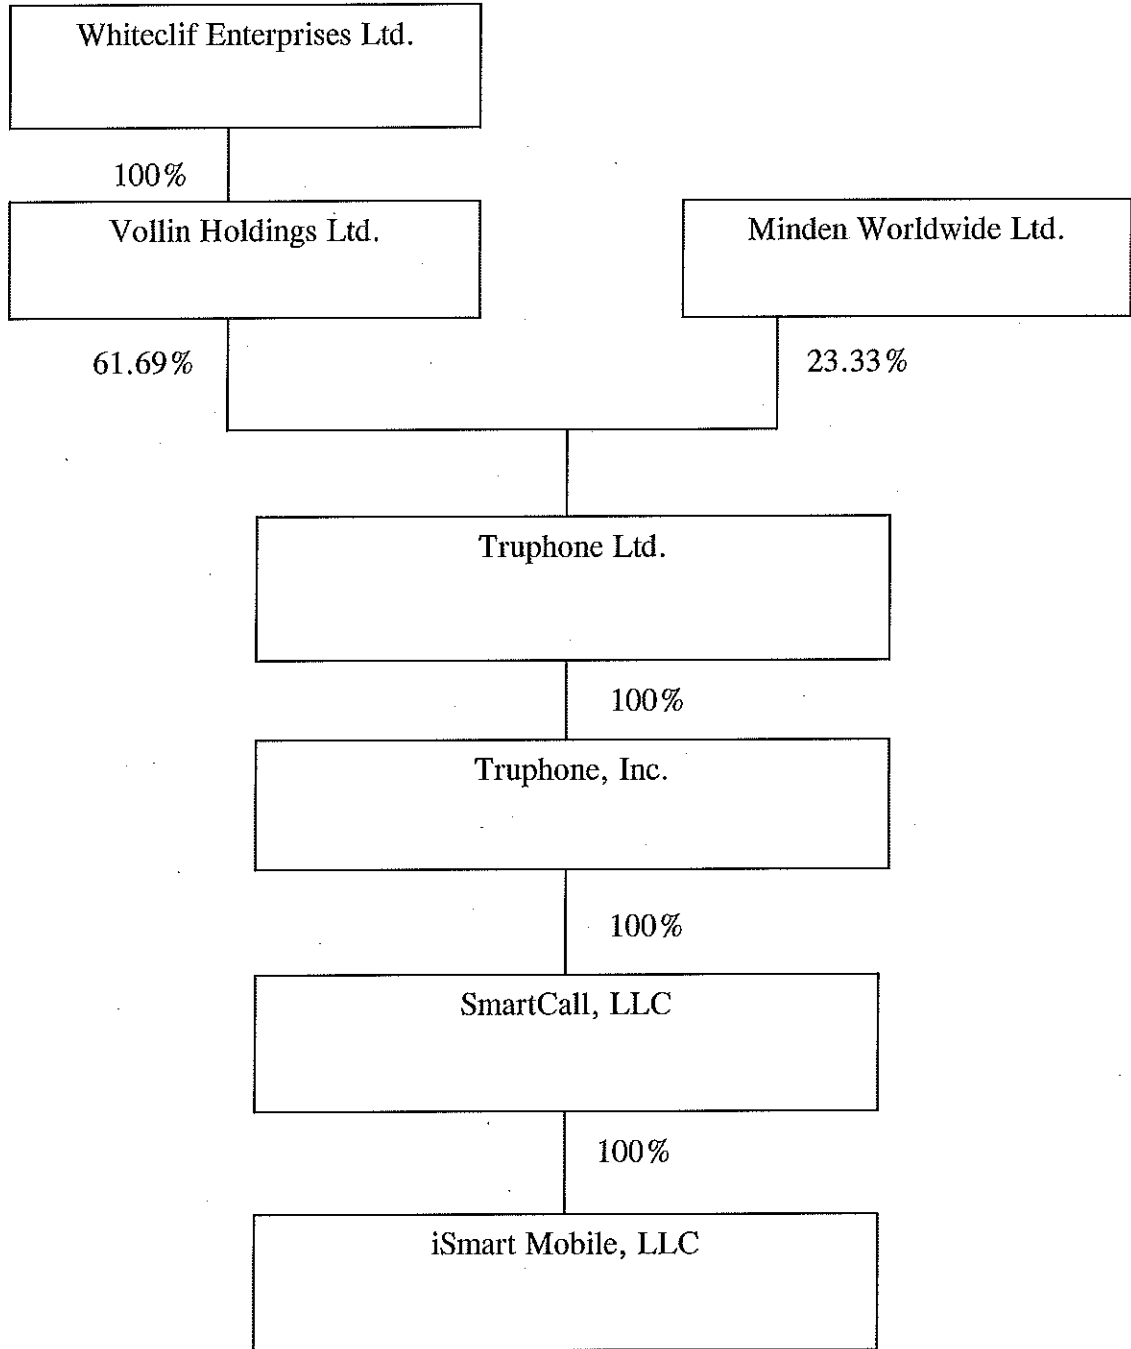 Whiteclif Enterprises Ltd.
100%
Vollin Holdings Ltd.
Minden Worldwide Ltd.
61.69%
23.33%
Truphone Ltd.
100%
Truphone, Inc.
100%
SmartCall, LLC
100%
iSmart Mobile, LLC